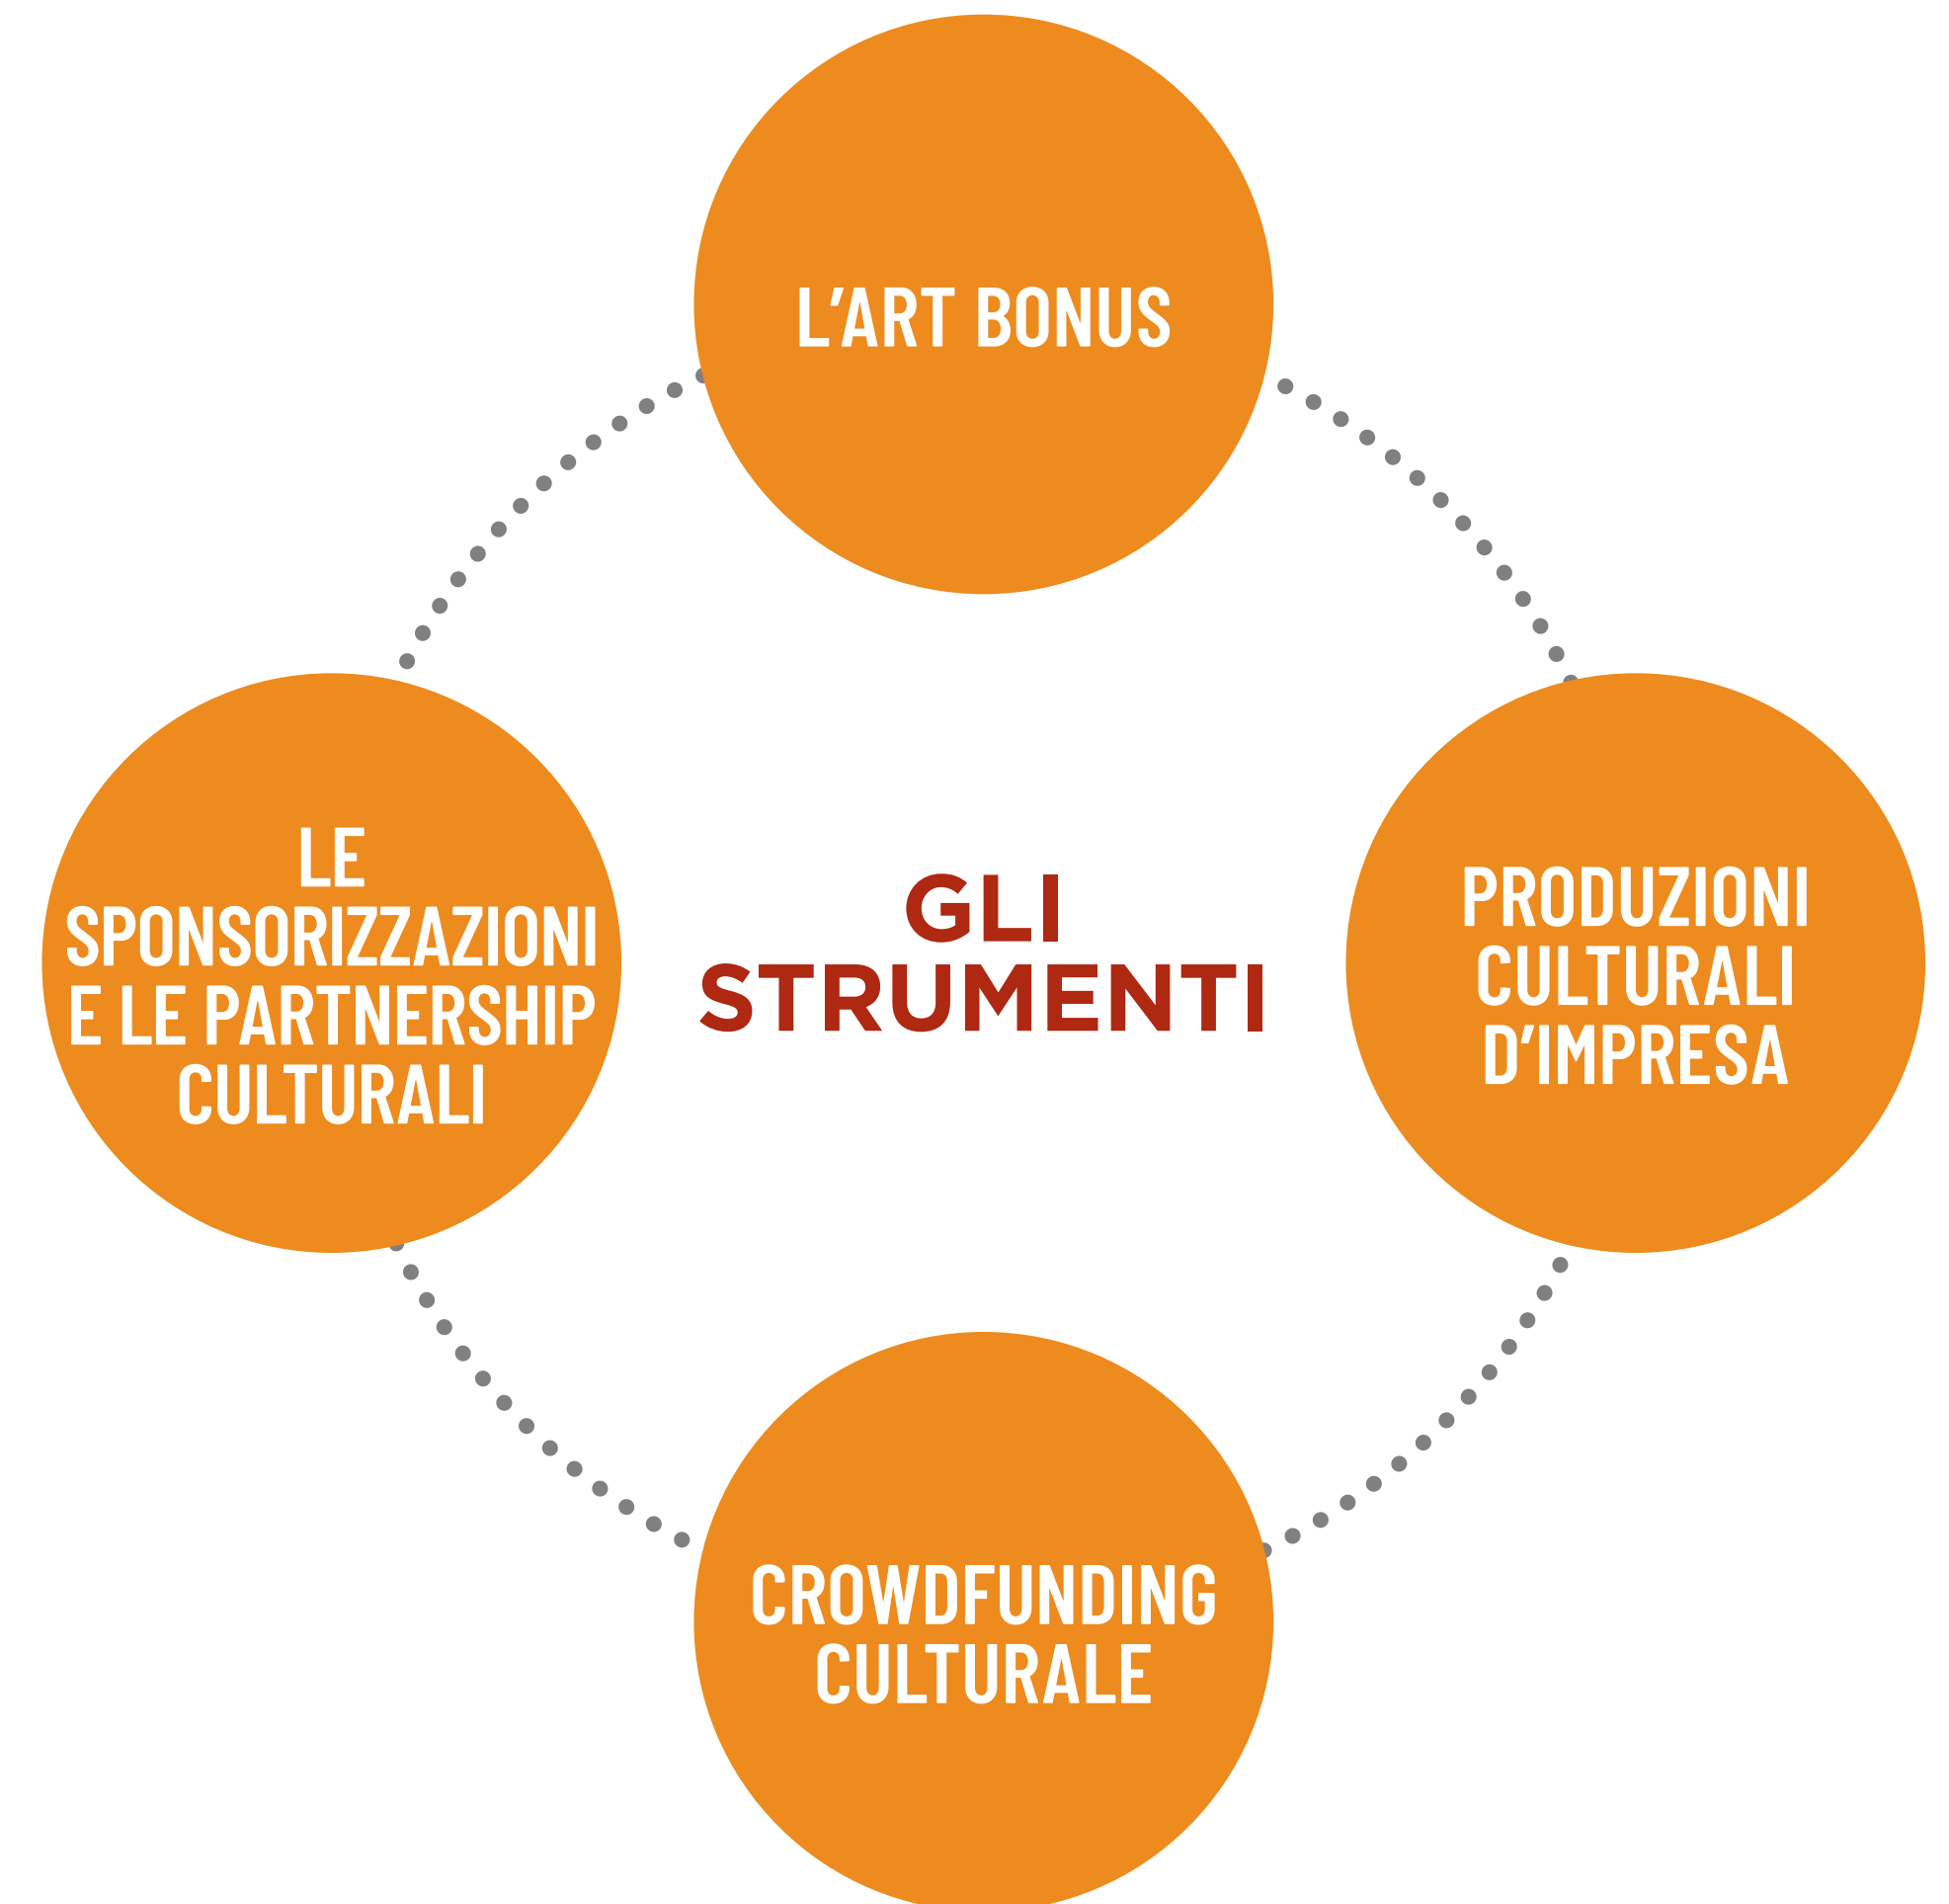 L'ART BONUS
LE
SPONSORIZZAZIONI
E LE PARTNERSHIP
CULTURALI
GLI
STRUMENTI
PRODUZIONI
CULTURALI
D'IMPRESA
CROWDFUNDING
CULTURALE